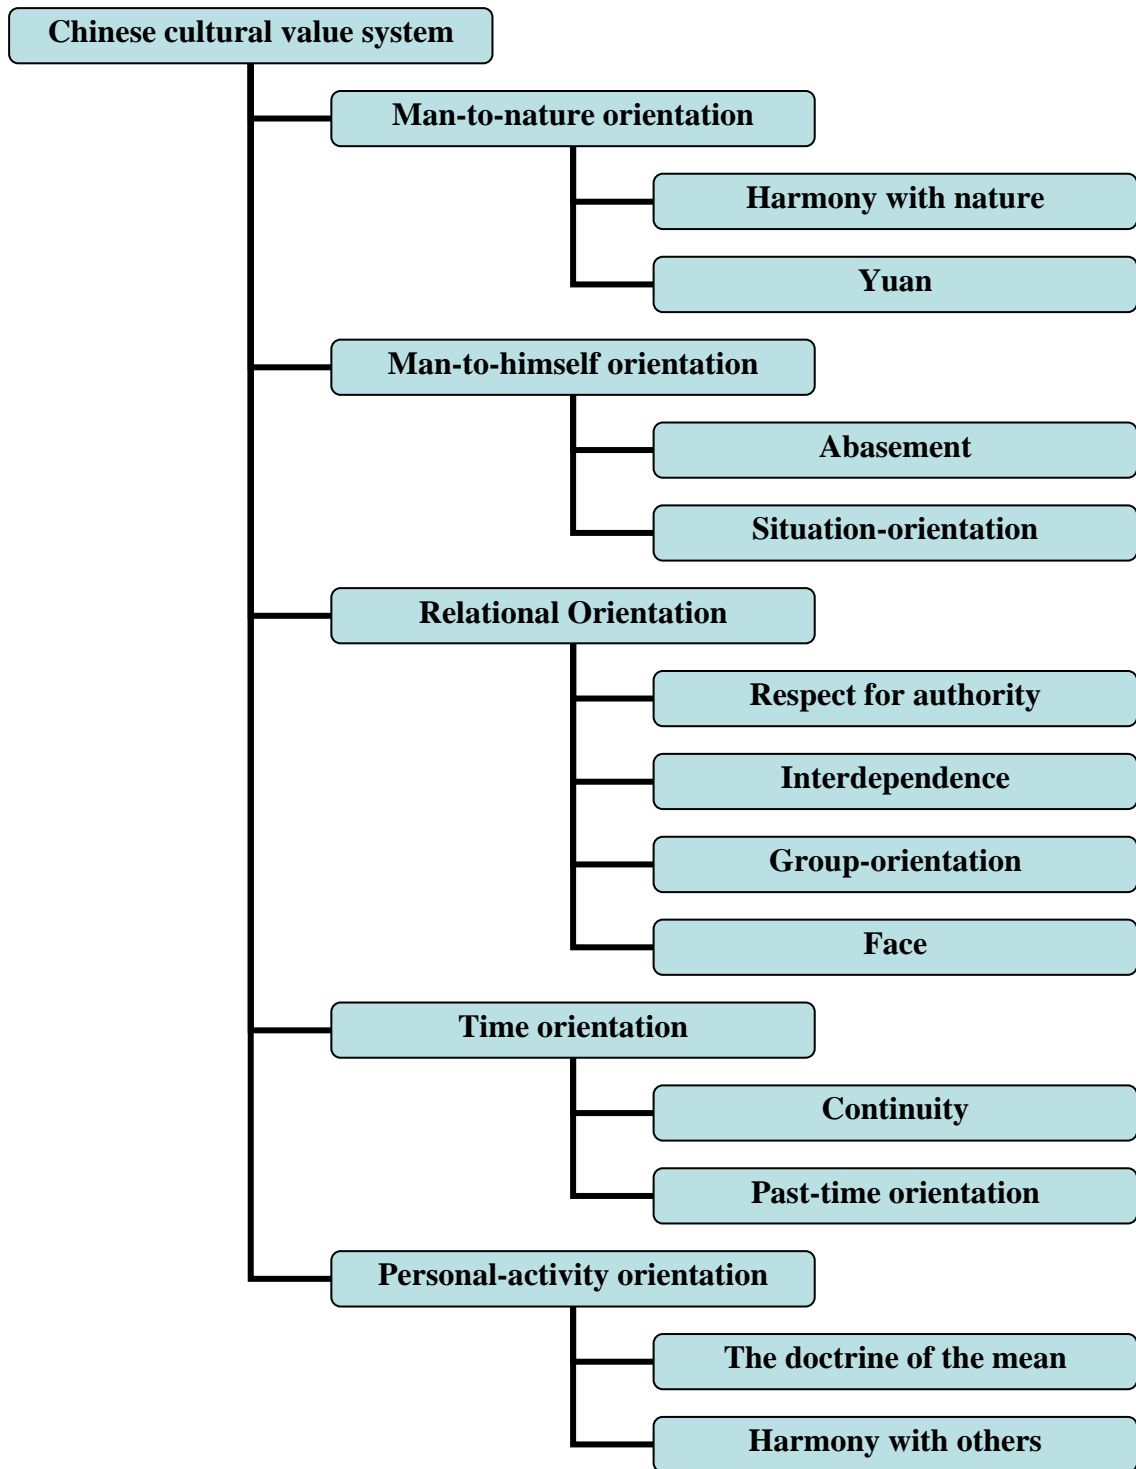 Chinese cultural value system
Man-to-nature orientation
Harmony with nature
Yuan
Man-to-himself orientation
Abasement
Situation-orientation
Relational Orientation
Respect for authority
Interdependence
Group-orientation
Face
Time orientation
Continuity
Past-time orientation
Personal-activity orientation
The doctrine of the mean
Harmony with others